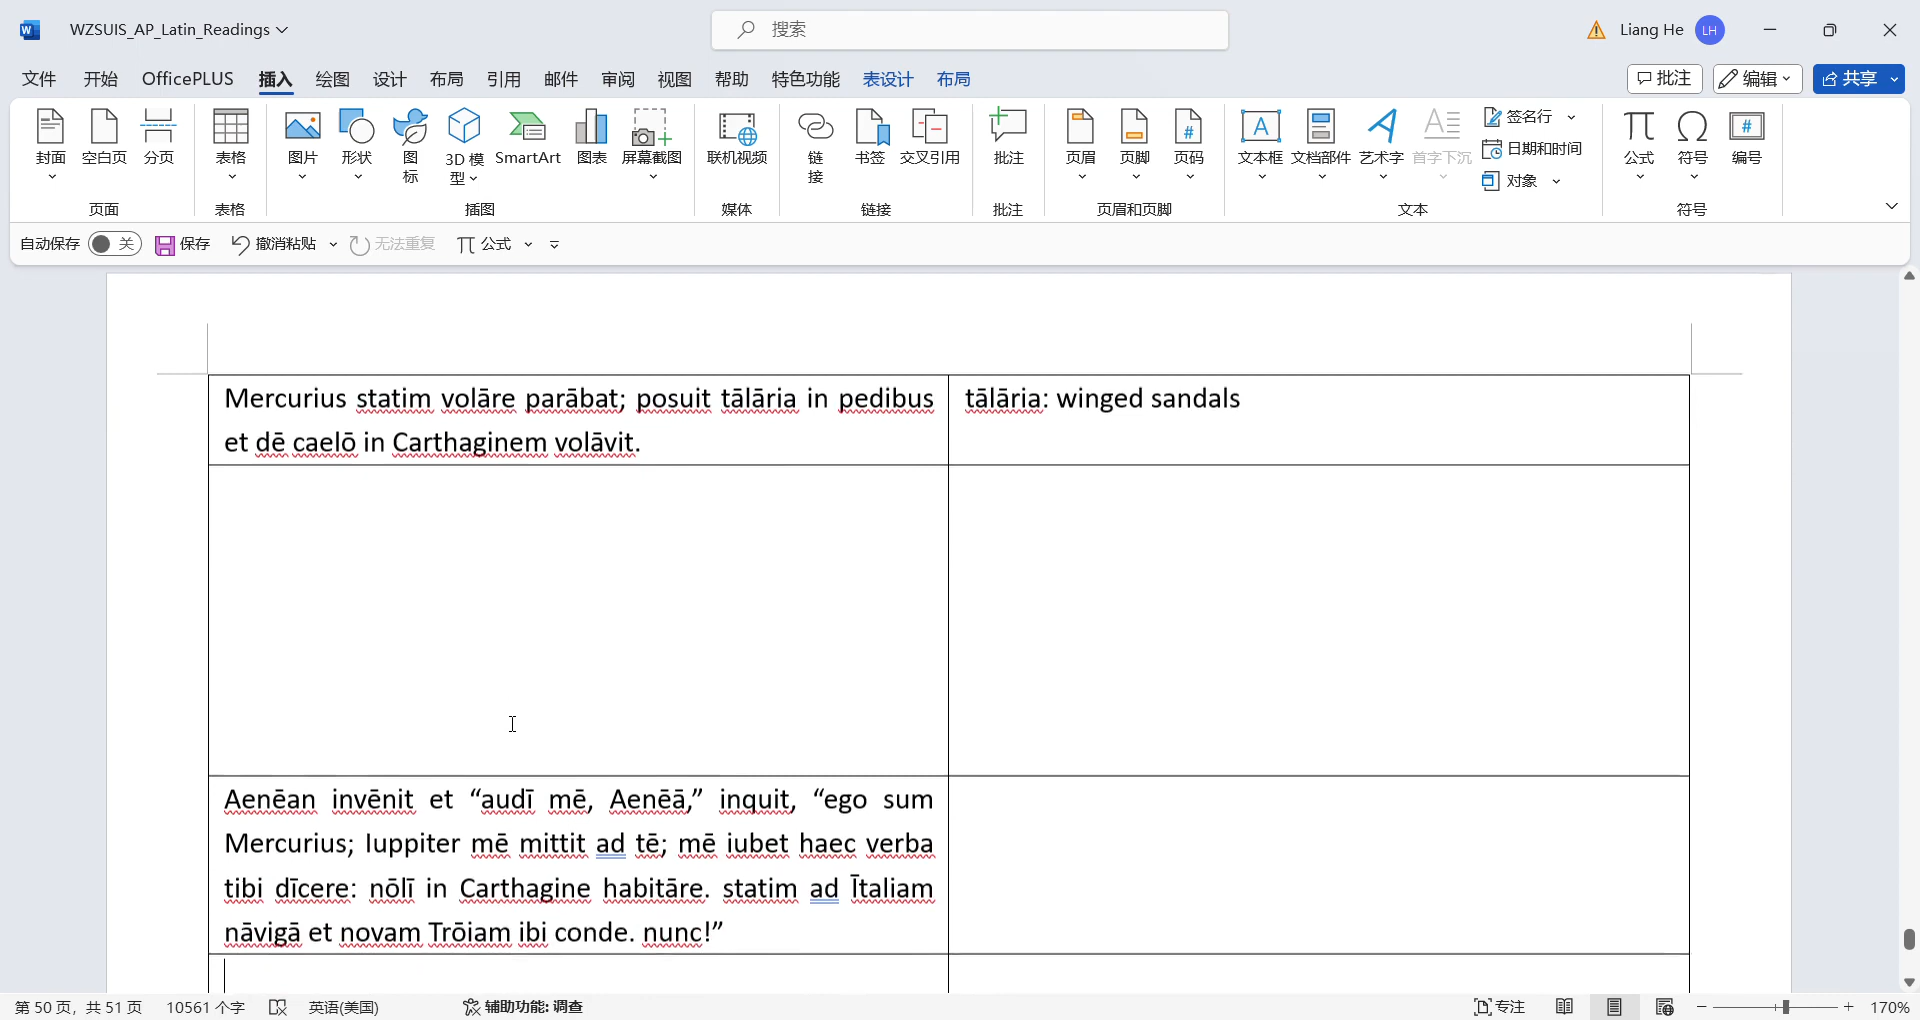 WZSUIS_AP_Latin_Readings
搜索
Liang He
LH
文件 开始 OfficePLUS 插入 绘图 设计 布局 引用 邮件 审阅 视图 帮助 特色功能 表设计 布局
批注 编辑 共享
封面 空白页 分页 表格 图片 形状 图标 3D 模型 SmartArt 图表 屏幕截图 联机视频 链接 书签 交叉引用 批注 页眉 页脚 页码 文本框 文档部件 艺术字 首字下沉 签名行 日期和时间 对象 公式 符号 编号
页面 表格 插图 媒体 链接 批注 页眉和页脚 文本 符号
自动保存 关 保存 撤消粘贴 无法重复 公式
Mercurius statim volāre parābat; posuit tālāria in pedibus
et dē caelō in Carthaginem volāvit.
tālāria: winged sandals
Aenēan invēnit et “audī mē, Aenēā,” inquit, “ego sum
Mercurius; Iuppiter mē mittit ad tē; mē iubet haec verba
tibi dīcere: nōlī in Carthagine habitāre. statim ad Ītaliam
nāvigā et novam Trōiam ibi conde. nunc!”
第 50 页，共 51 页 10561 个字 英语(美国) 辅助功能: 调查 专注 170%